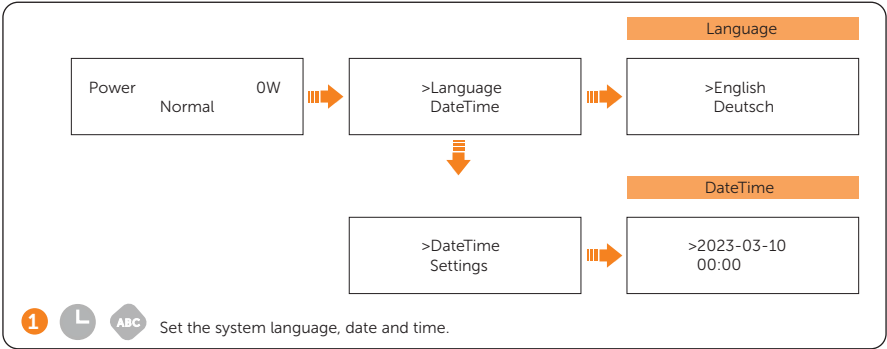 Language
Power 0W
Normal
>Language
DateTime
>English
Deutsch
DateTime
>DateTime
Settings
>2023-03-10
00:00
1 ABC Set the system language, date and time.